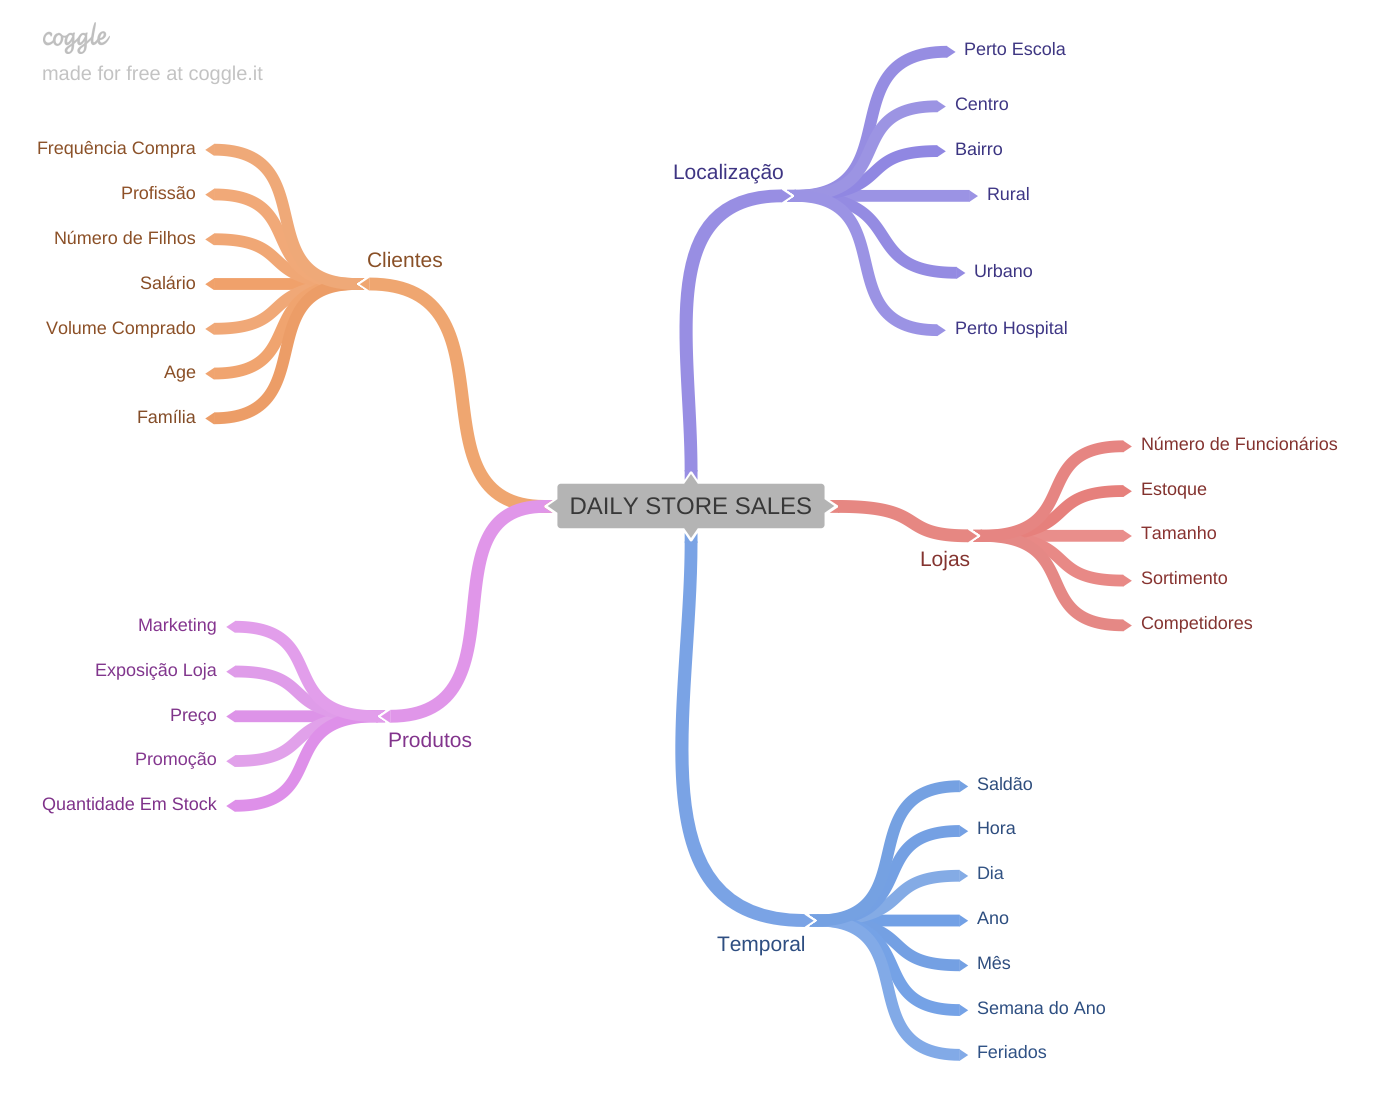 coggle
made for free at coggle.it
Frequência Compra
Profissão
Número de Filhos
Salário
Volume Comprado
Age
Família
Clientes
Localização
Perto Escola
Centro
Bairro
Rural
Urbano
Perto Hospital
DAILY STORE SALES
Lojas
Número de Funcionários
Estoque
Tamanho
Sortimento
Competidores
Marketing
Exposição Loja
Preço
Promoção
Quantidade Em Stock
Produtos
Temporal
Saldão
Hora
Dia
Ano
Mês
Semana do Ano
Feriados